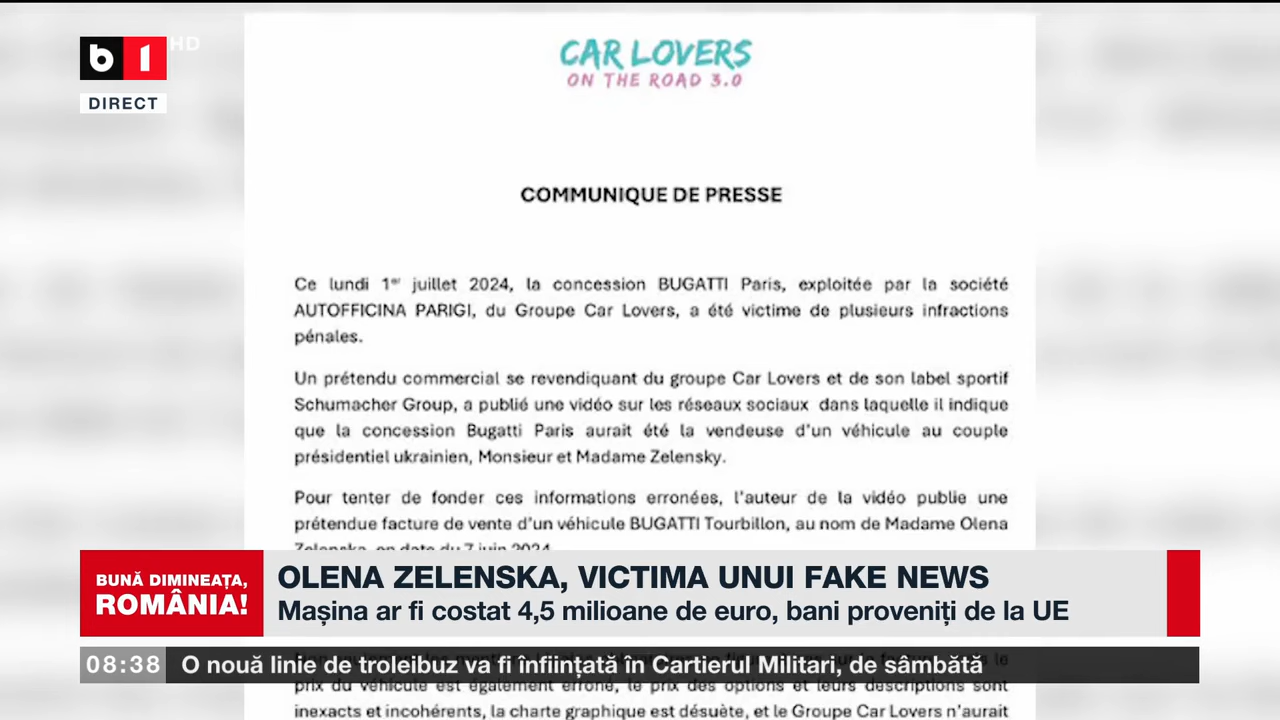 b1 HD
DIRECT
CAR LOVERS
ON THE ROAD 3.0
COMMUNIQUE DE PRESSE
Ce lundi 1er juillet 2024, la concession BUGATTI Paris, exploitée par la société
AUTOFFICINA PARIGI, du Groupe Car Lovers, a été victime de plusieurs infractions
pénales.
Un prétendu commercial se revendiquant du groupe Car Lovers et de son label sportif
Schumacher Group, a publié une vidéo sur les réseaux sociaux dans laquelle il indique
que la concession Bugatti Paris aurait été la vendeuse d'un véhicule au couple
présidentiel ukrainien, Monsieur et Madame Zelensky.
Pour tenter de fonder ces informations erronées, l'auteur de la vidéo publie une
prétendue facture de vente d'un véhicule BUGATTI Tourbillon, au nom de Madame Olena
Zelenska, en date du 7 juin 2024.
BUNĂ DIMINEAȚA,
ROMÂNIA!
OLENA ZELENSKA, VICTIMA UNUI FAKE NEWS
Mașina ar fi costat 4,5 milioane de euro, bani proveniți de la UE
08:38 O nouă linie de troleibuz va fi înființată în Cartierul Militari, de sâmbătă
prix du véhicule est également erroné, le prix des options et leurs descriptions sont
inexacts et incohérents, la charte graphique est désuète, et le Groupe Car Lovers n'aurait